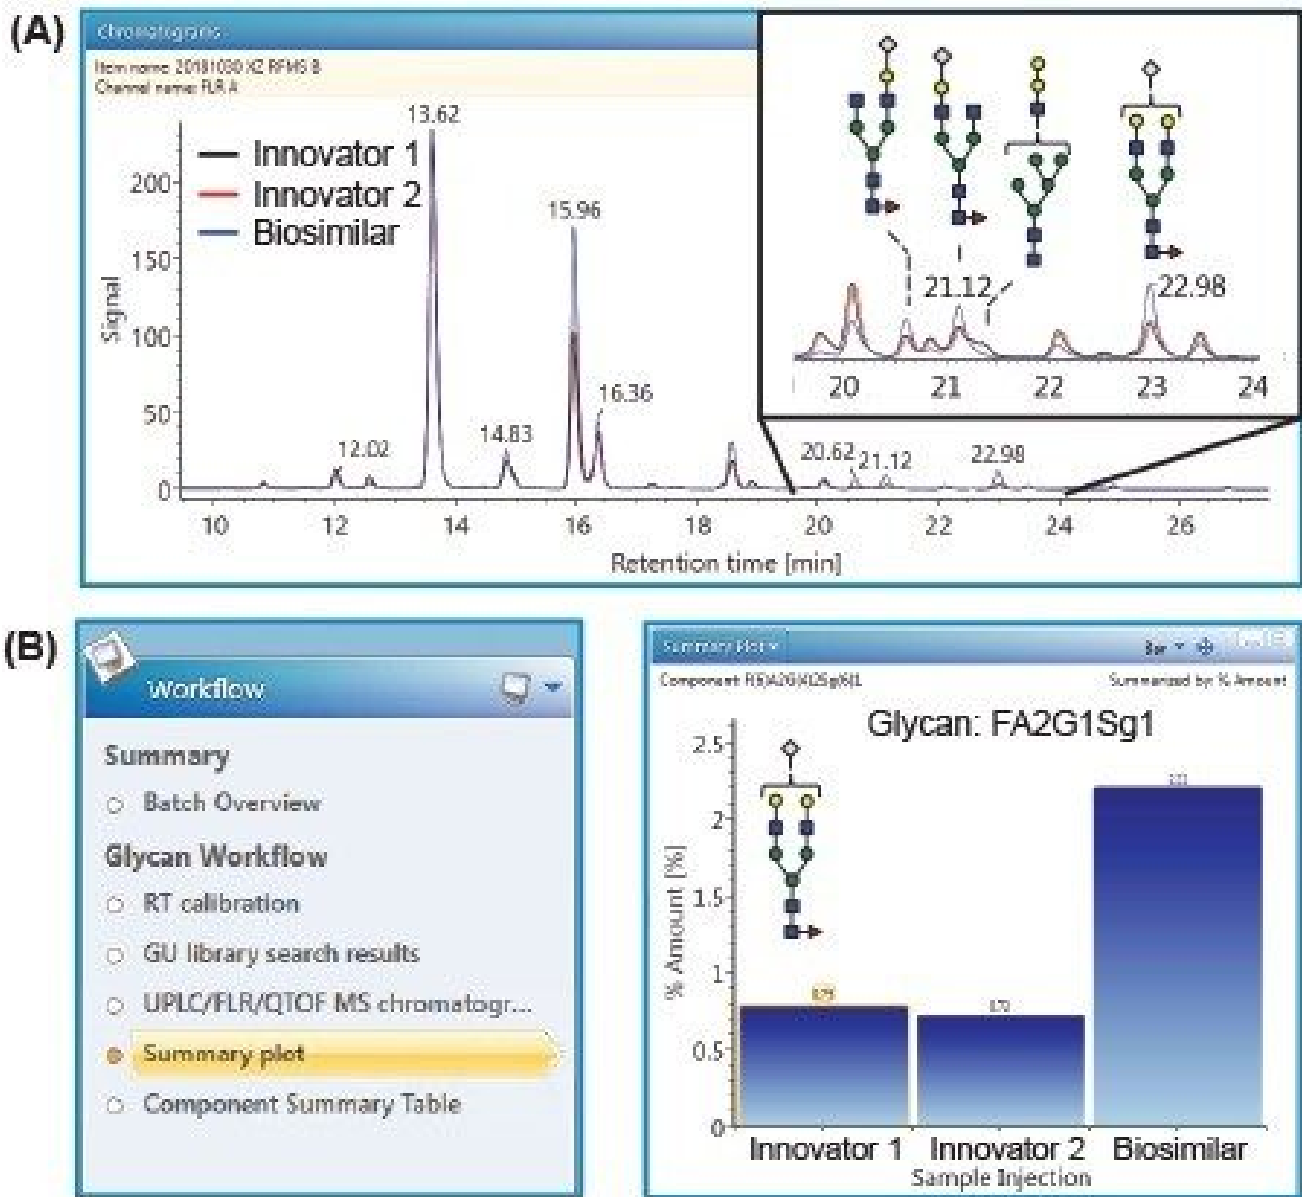 (A)
Chromatograms
Item name: 20181030 XZ RFMS B
Channel name: FLR A
Innovator 1
Innovator 2
Biosimilar
Signal
200
150
100
50
0
13.62
15.96
16.36
14.83
12.02
20.62
21.12
22.98
10
12
14
16
18
20
22
24
26
Retention time [min]
21.12
22.98
20
21
22
23
24
(B)
Workflow
Summary
Batch Overview
Glycan Workflow
RT calibration
GU library search results
UPLC/FLR/QTOF MS chromatogr...
Summary plot
Component Summary Table
Summary Plot
Bar
Component:
Summarized by: % Amount
Glycan: FA2G1Sg1
% Amount [%]
2.5
2
1.5
1
0.5
0
Innovator 1
Innovator 2
Biosimilar
Sample Injection